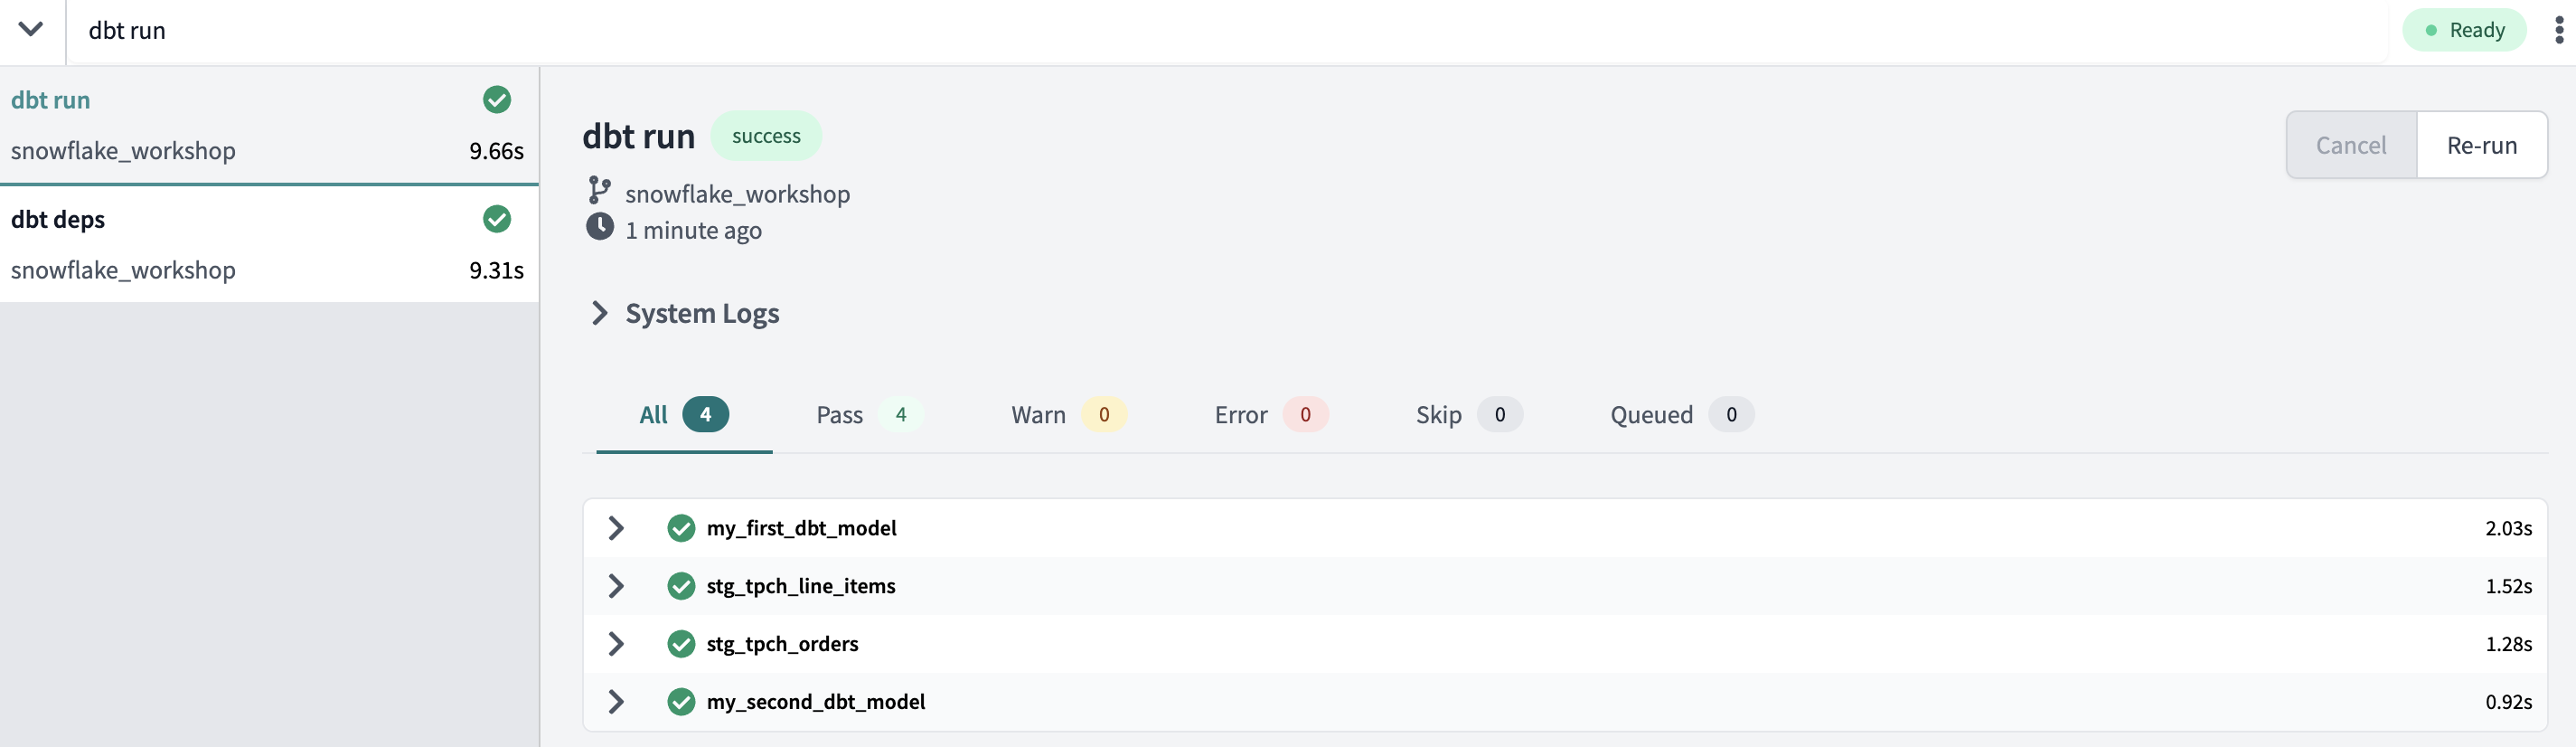 dbt run
Ready
dbt run
snowflake_workshop 9.66s
dbt deps
snowflake_workshop 9.31s
dbt run success
Cancel Re-run
snowflake_workshop
1 minute ago
System Logs
All 4 Pass 4 Warn 0 Error 0 Skip 0 Queued 0
my_first_dbt_model 2.03s
stg_tpch_line_items 1.52s
stg_tpch_orders 1.28s
my_second_dbt_model 0.92s